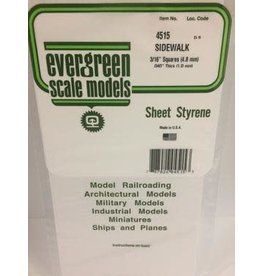 Item No. Loc. Code
4515
SIDEWALK
3/16" Squares (4.8 mm)
.040" Thick (1.0 mm)
evergreen
scale models
Sheet Styrene
Made in U.S.A.
Model Railroading
Architectural Models
Military Models
Industrial Models
Miniatures
Ships and Planes